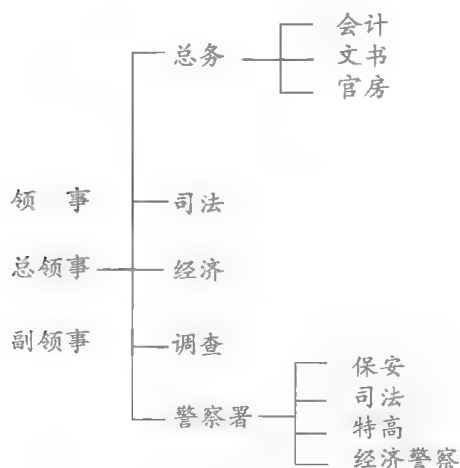 会计
总务
文书
官房
领 事
司法
总领事
经济
副领事
调查
保安
警察署
司法
特高
经济警察